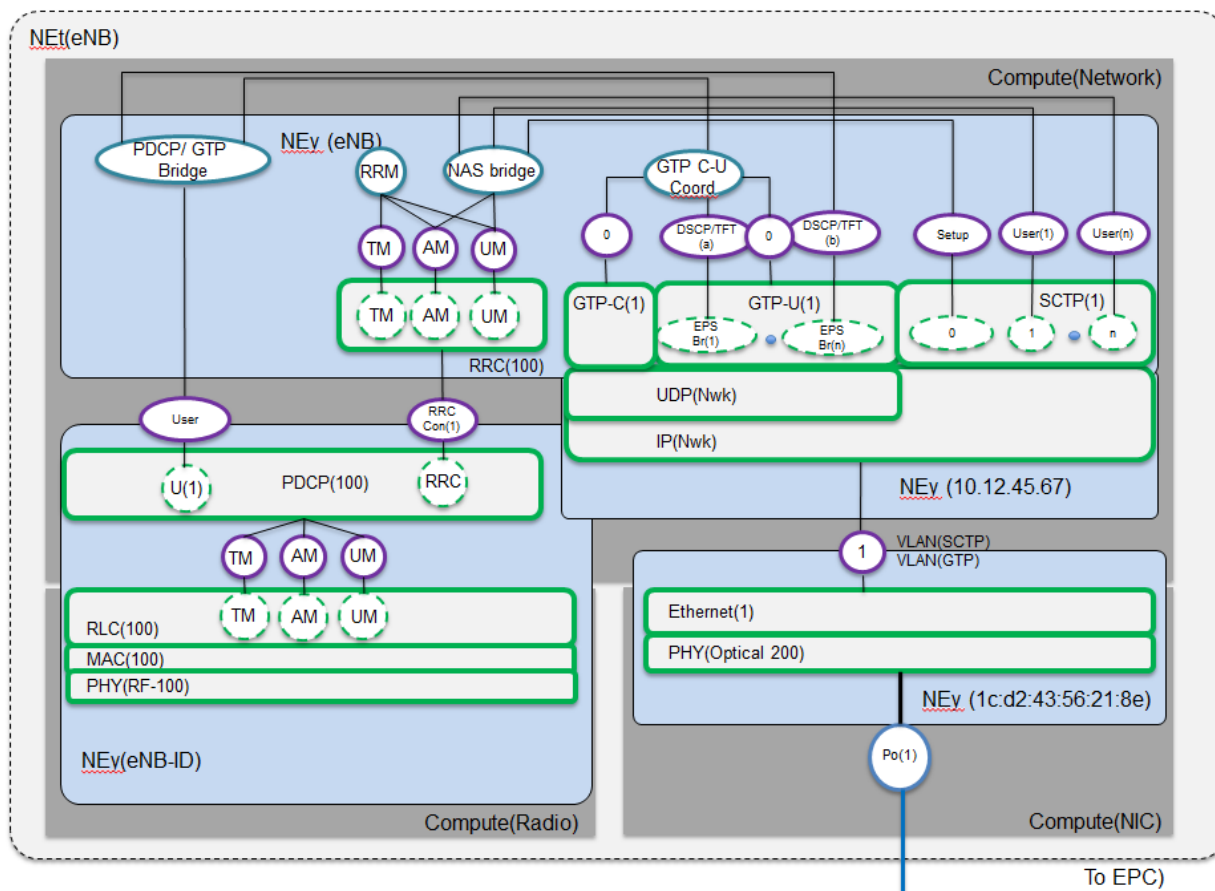 NEt(eNB)
Compute(Network)
PDCP/ GTP
Bridge
NEγ (eNB)
RRM
NAS bridge
GTP C-U
Coord
TM
AM
UM
0
DSCP/TFT
(a)
0
DSCP/TFT
(b)
Setup
User(1)
User(n)
TM
AM
UM
RRC(100)
GTP-C(1)
GTP-U(1)
EPS
Br(1)
EPS
Br(n)
SCTP(1)
0
1
n
UDP(Nwk)
IP(Nwk)
NEγ (10.12.45.67)
User
RRC
Con(1)
U(1)
PDCP(100)
RRC
TM
AM
UM
1
VLAN(SCTP)
VLAN(GTP)
TM
AM
UM
RLC(100)
MAC(100)
PHY(RF-100)
NEγ(eNB-ID)
Compute(Radio)
Ethernet(1)
PHY(Optical 200)
NEγ (1c:d2:43:56:21:8e)
Po(1)
Compute(NIC)
To EPC)